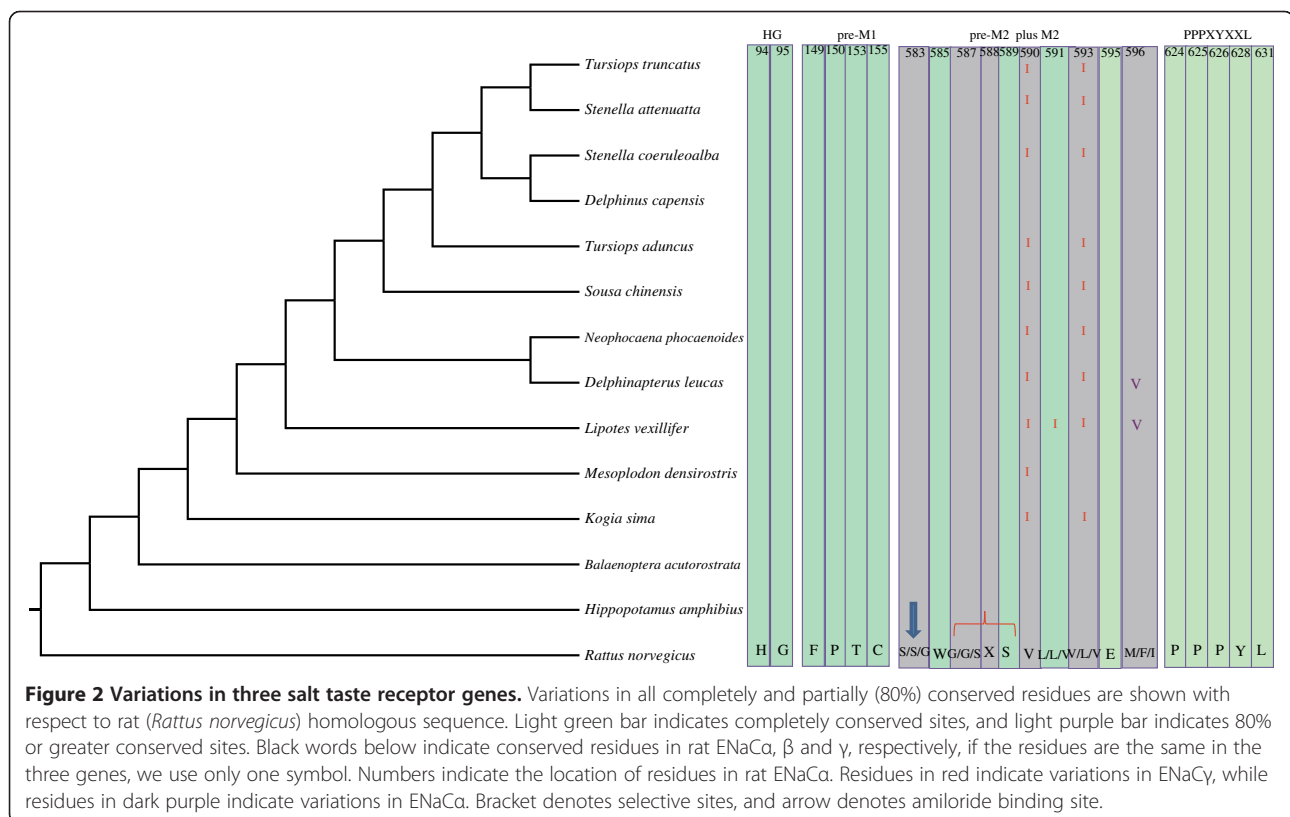 HG pre-M1 pre-M2 plus M2 PPPXYXXL
94 95 149 150 153 155 583 585 587 588 589 590 591 593 595 596 624 625 626 628 631
Tursiops truncatus I I
Stenella attenuatta I I
Stenella coeruleoalba I I
Delphinus capensis
Tursiops aduncus I I
Sousa chinensis I I
Neophocaena phocaenoides I I
Delphinapterus leucas I I V
Lipotes vexillifer I I I V
Mesoplodon densirostris I
Kogia sima I I
Balaenoptera acutorostrata
Hippopotamus amphibius
Rattus norvegicus H G F P T C S/S/G W G/G/S X S V L/L/V V/L/V E M/F/I P P P Y L
Figure 2 Variations in three salt taste receptor genes. Variations in all completely and partially (80%) conserved residues are shown with
respect to rat (Rattus norvegicus) homologous sequence. Light green bar indicates completely conserved sites, and light purple bar indicates 80%
or greater conserved sites. Black words below indicate conserved residues in rat ENaCα, β and γ, respectively, if the residues are the same in the
three genes, we use only one symbol. Numbers indicate the location of residues in rat ENaCα. Residues in red indicate variations in ENaCγ, while
residues in dark purple indicate variations in ENaCα. Bracket denotes selective sites, and arrow denotes amiloride binding site.